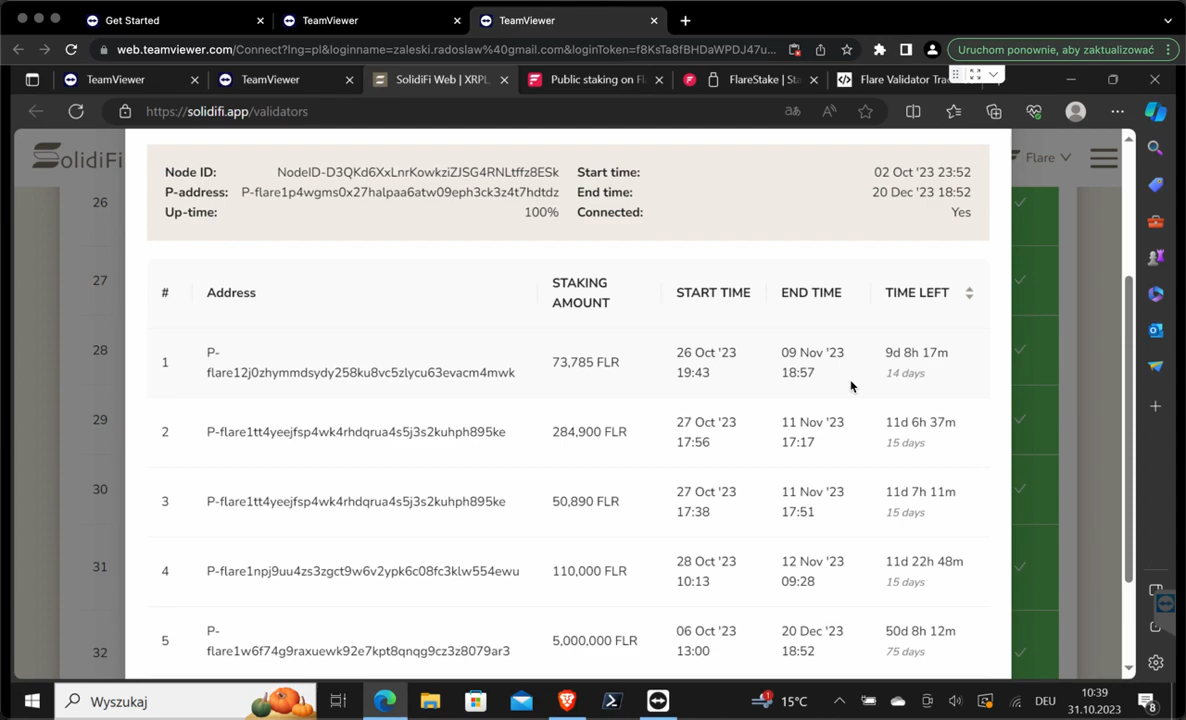 Get Started
TeamViewer
TeamViewer
web.teamviewer.com/Connect?lng=pl&loginname=zaleski.radoslaw%40gmail.com&loginToken=f8KsTa8fBHDaWPDJ47u...
Uruchom ponownie, aby zaktualizować
TeamViewer
TeamViewer
SolidiFi Web | XRPL,
Public staking on Fl
FlareStake | Sta
Flare Validator Tra
https://solidifi.app/validators
SolidiFi
Flare
Node ID: NodeID-D3QKd6XxLnrKowkziZJSG4RNLtffz8ESk Start time: 02 Oct '23 23:52
P-address: P-flare1p4wgms0x27halpaa6atw09eph3ck3z4t7hdtdz End time: 20 Dec '23 18:52
Up-time: 100% Connected: Yes
# Address STAKING AMOUNT START TIME END TIME TIME LEFT
1 P-flare12j0zhymmdsydy258ku8vc5zlycu63evacm4mwk 73,785 FLR 26 Oct '23 19:43 09 Nov '23 18:57 9d 8h 17m 14 days
2 P-flare1tt4yeejfsp4wk4rhdqrua4s5j3s2kuhph895ke 284,900 FLR 27 Oct '23 17:56 11 Nov '23 17:17 11d 6h 37m 15 days
3 P-flare1tt4yeejfsp4wk4rhdqrua4s5j3s2kuhph895ke 50,890 FLR 27 Oct '23 17:38 11 Nov '23 17:51 11d 7h 11m 15 days
4 P-flare1npj9uu4zs3zgct9w6v2ypk6c08fc3klw554ewu 110,000 FLR 28 Oct '23 10:13 12 Nov '23 09:28 11d 22h 48m 15 days
5 P-flare1w6f74g9raxuewk92e7kpt8qnqg9cz3z8079ar3 5,000,000 FLR 06 Oct '23 13:00 20 Dec '23 18:52 50d 8h 12m 75 days
26
27
28
29
30
31
32
Wyszukaj
1
15°C
DEU
10:39
31.10.2023
8